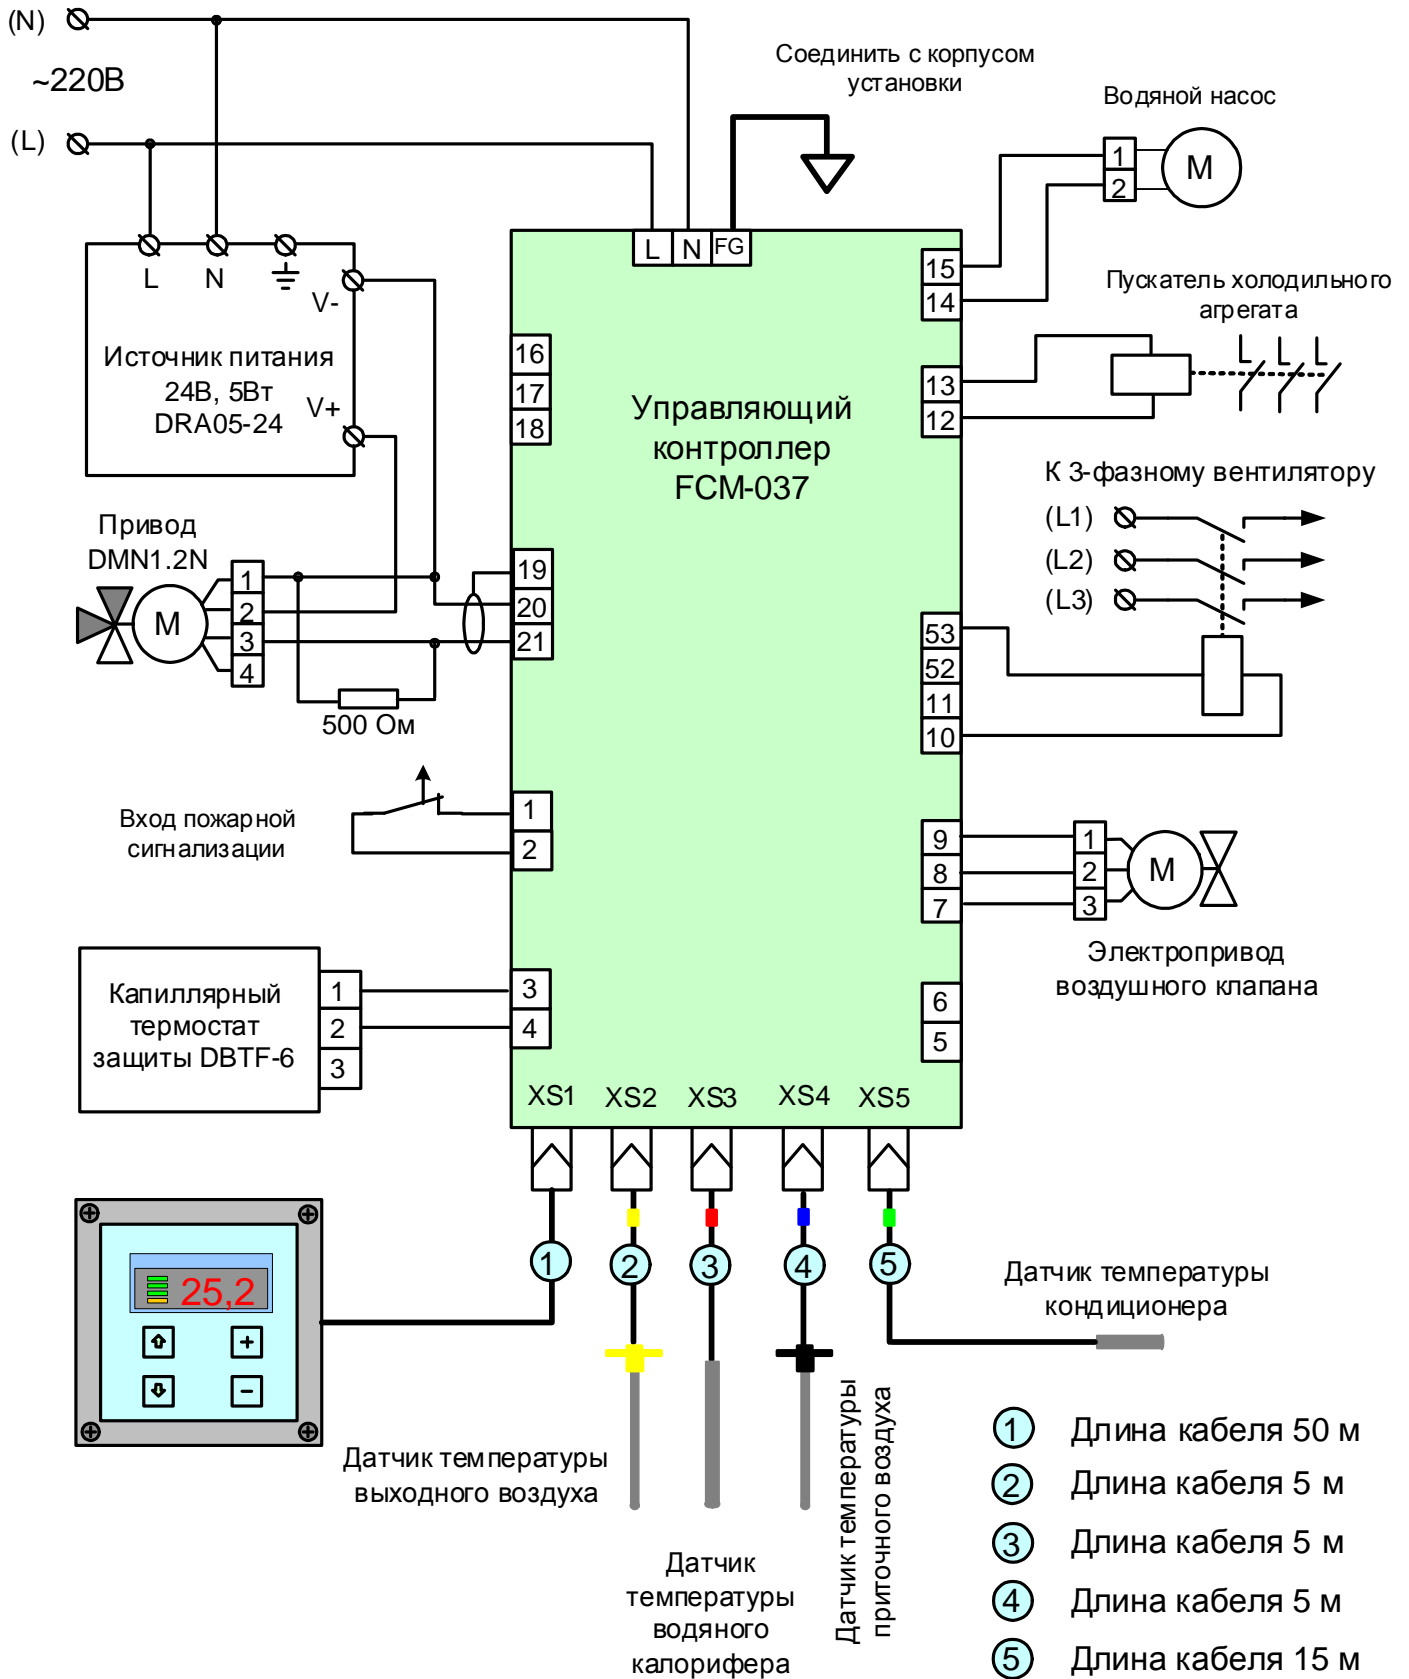 (N)
~220В
(L)
Соединить с корпусом
установки
Водяной насос
1
2
M
L
N
FG
15
14
Пускатель холодильного
агрегата
13
12
L
N
V-
Источник питания
24В, 5Вт
DRA05-24
V+
16
17
18
Управляющий
контроллер
FCM-037
К 3-фазному вентилятору
(L1)
(L2)
(L3)
Привод
DMN1.2N
M
1
2
3
4
19
20
21
500 Ом
53
52
11
10
Вход пожарной
сигнализации
1
2
9
8
7
1
2
3
M
Электропривод
воздушного клапана
Капиллярный
термостат
защиты DBTF-6
1
2
3
3
4
6
5
XS1
XS2
XS3
XS4
XS5
25,2
+
−
1
2
3
4
5
Датчик температуры
кондиционера
Датчик температуры
выходного воздуха
Датчик
температуры
водяного
калорифера
Датчик температуры
приточного воздуха
1 Длина кабеля 50 м
2 Длина кабеля 5 м
3 Длина кабеля 5 м
4 Длина кабеля 5 м
5 Длина кабеля 15 м